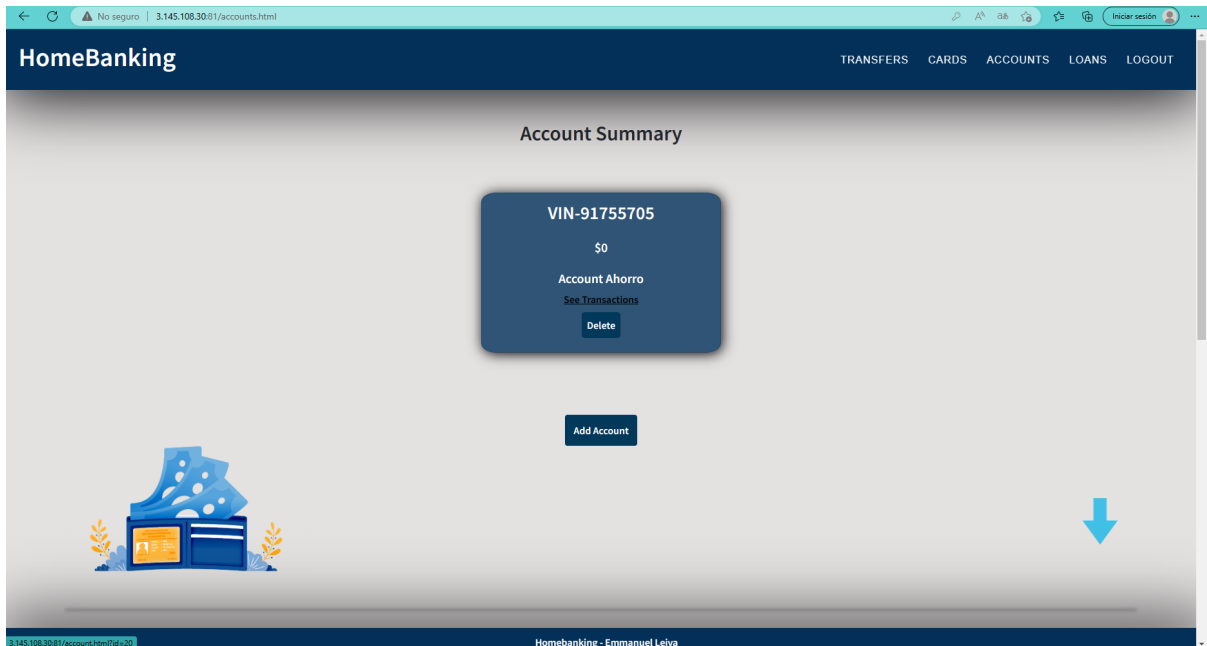 No seguro | 3.145.108.30:81/accounts.html
Iniciar sesión
HomeBanking
TRANSFERS CARDS ACCOUNTS LOANS LOGOUT
Account Summary
VIN-91755705
$0
Account Ahorro
See Transactions
Delete
Add Account
3.145.108.30:81/account.html?id=20
Homebanking - Emmanuel Leiva